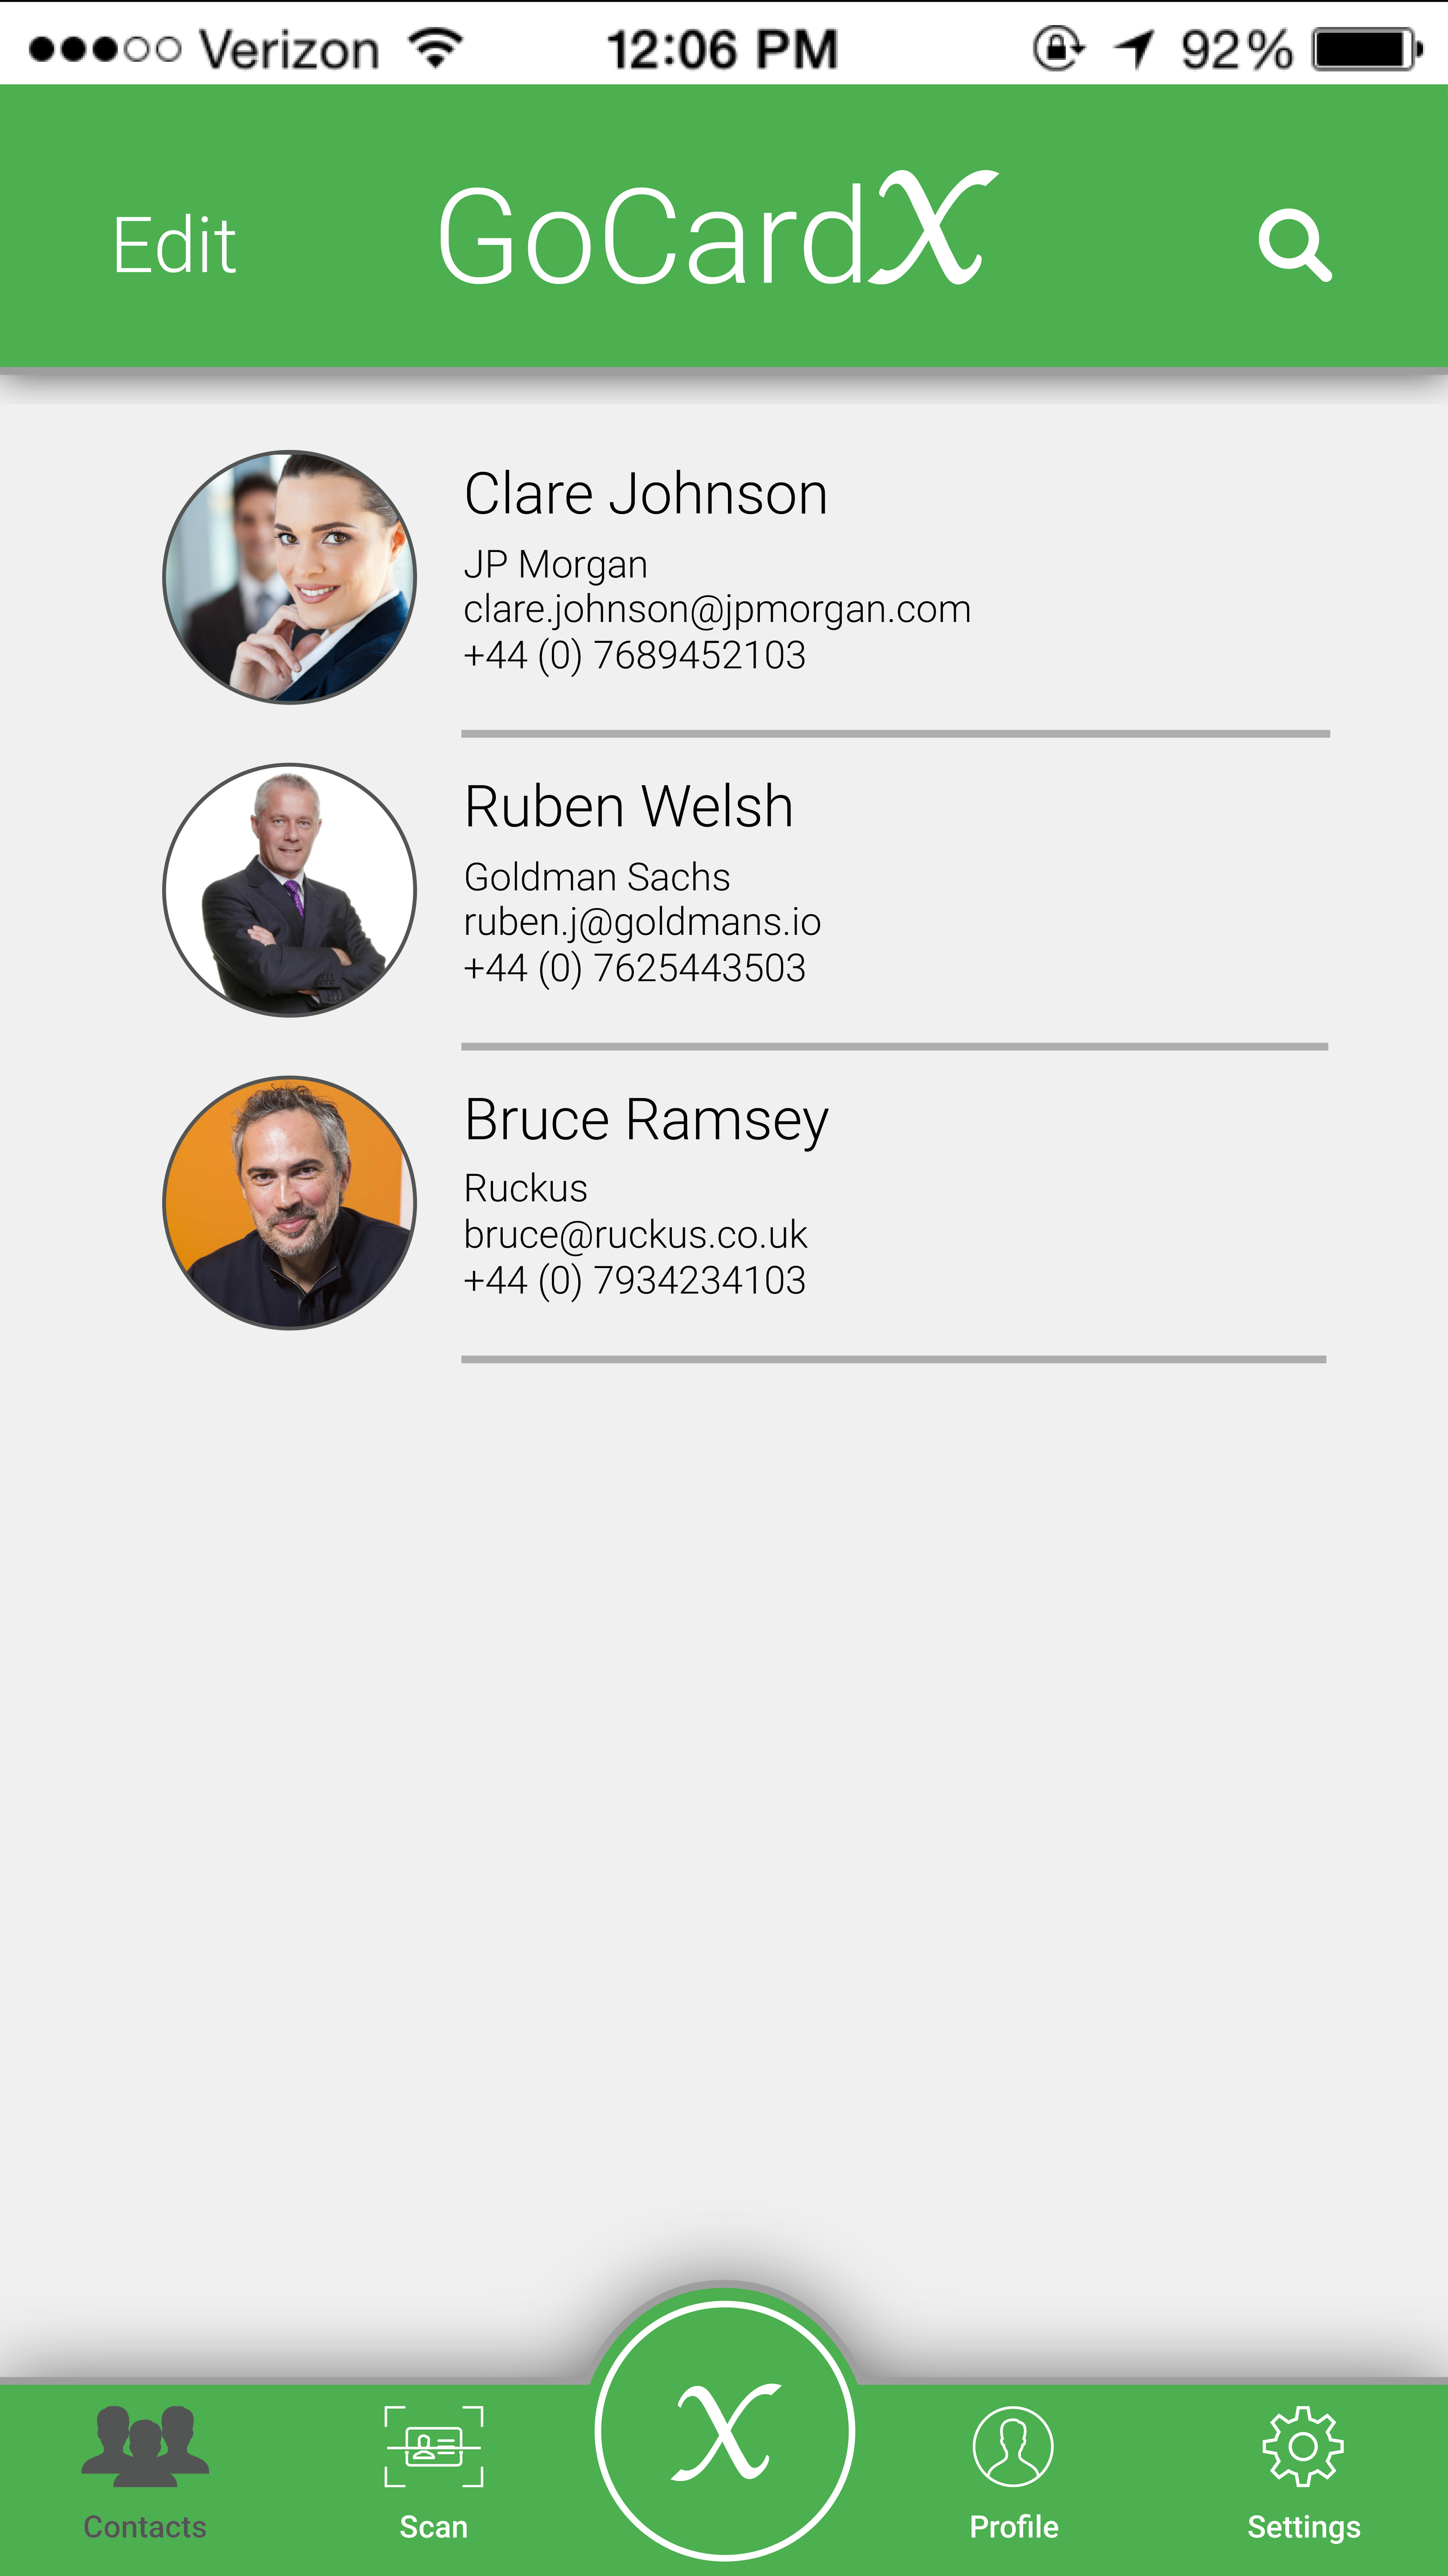 Verizon 12:06 PM 92%
Edit GoCardX
Clare Johnson
JP Morgan
clare.johnson@jpmorgan.com
+44 (0) 7689452103
Ruben Welsh
Goldman Sachs
ruben.j@goldmans.io
+44 (0) 7625443503
Bruce Ramsey
Ruckus
bruce@ruckus.co.uk
+44 (0) 7934234103
X
Contacts Scan Profile Settings